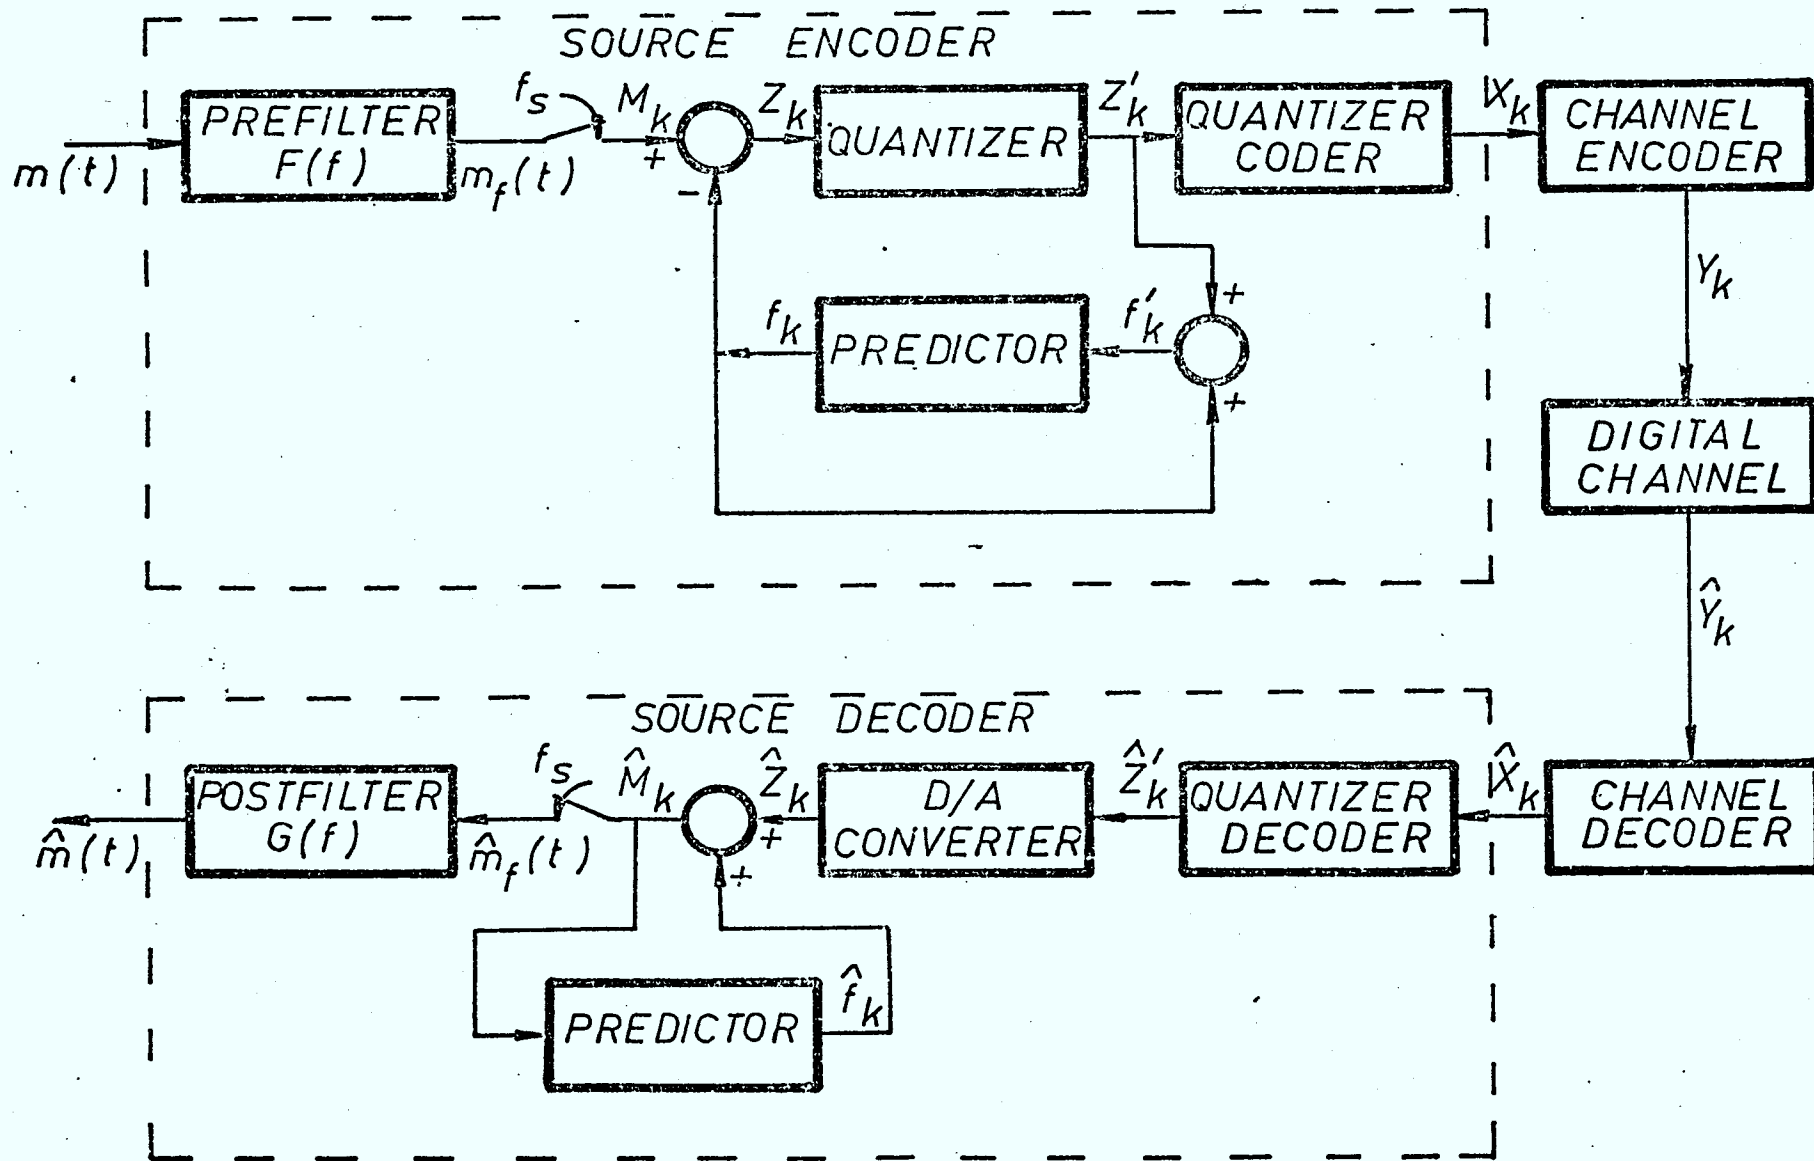 SOURCE ENCODER
m(t)
PREFILTER
F(f)
m_f(t)
f_s
M_k
+
-
Z_k
QUANTIZER
Z'_k
QUANTIZER
CODER
X_k
CHANNEL
ENCODER
f_k
PREDICTOR
f'_k
+
+
Y_k
DIGITAL
CHANNEL
Ŷ_k
SOURCE DECODER
m̂(t)
POSTFILTER
G(f)
m̂_f(t)
f_s
M̂_k
+
+
Ẑ_k
D/A
CONVERTER
Ẑ'_k
QUANTIZER
DECODER
X̂_k
CHANNEL
DECODER
PREDICTOR
f̂_k